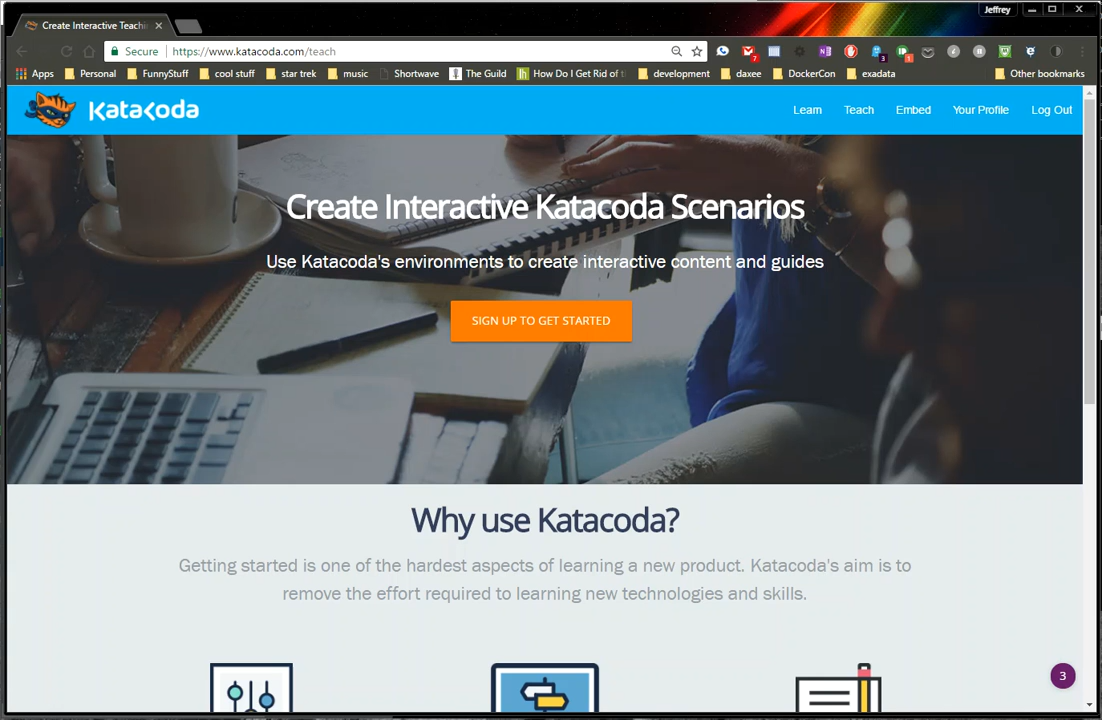 Jeffrey
Create Interactive Teachi
Secure https://www.katacoda.com/teach
7
3
1
Apps Personal FunnyStuff cool stuff star trek music Shortwave The Guild How Do I Get Rid of t development daxee DockerCon exadata Other bookmarks
KataKoda Learn Teach Embed Your Profile Log Out
Create Interactive Katacoda Scenarios
Use Katacoda's environments to create interactive content and guides
SIGN UP TO GET STARTED
Why use Katacoda?
Getting started is one of the hardest aspects of learning a new product. Katacoda's aim is to
remove the effort required to learning new technologies and skills.
3